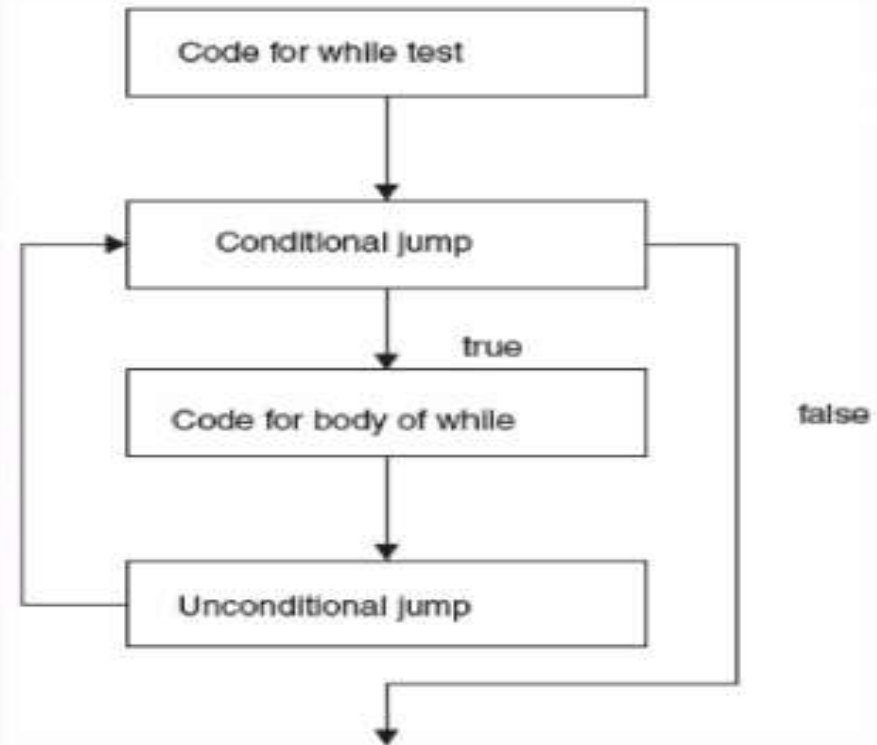 Code for while test
Conditional jump
true
Code for body of while
false
Unconditional jump